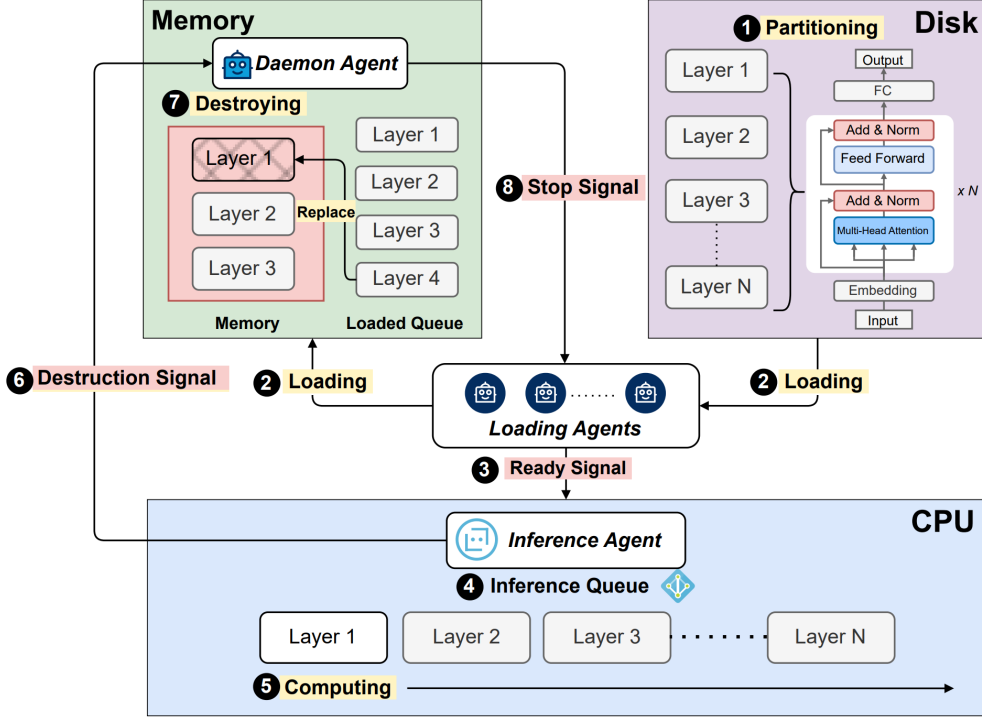 Memory
Daemon Agent
7 Destroying
Layer 1
Layer 2
Layer 3
Replace
Layer 1
Layer 2
Layer 3
Layer 4
Memory
Loaded Queue
8 Stop Signal
Disk
1 Partitioning
Layer 1
Layer 2
Layer 3
Layer N
Output
FC
Add & Norm
Feed Forward
Add & Norm
Multi-Head Attention
x N
Embedding
Input
6 Destruction Signal
2 Loading
2 Loading
Loading Agents
3 Ready Signal
CPU
Inference Agent
4 Inference Queue
Layer 1
Layer 2
Layer 3
Layer N
5 Computing